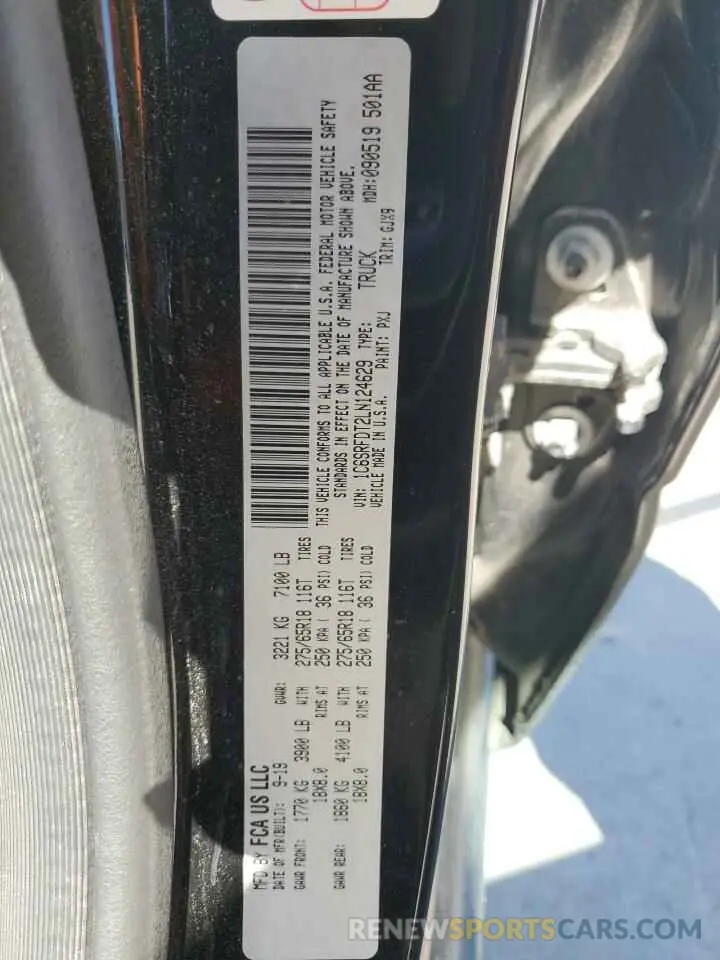 MFD BY FCA US LLC
DATE OF MFR(BUILT): 9-19 GVWR: 3221 KG 7100 LB
GAWR FRONT: 1770 KG 3900 LB WITH 275/65R18 116T TIRES
18X8.0 RIMS AT 250 KPA ( 36 PSI) COLD
GAWR REAR: 1860 KG 4100 LB WITH 275/65R18 116T TIRES
18X8.0 RIMS AT 250 KPA ( 36 PSI) COLD
THIS VEHICLE CONFORMS TO ALL APPLICABLE U.S.A. FEDERAL MOTOR VEHICLE SAFETY
STANDARDS IN EFFECT ON THE DATE OF MANUFACTURE SHOWN ABOVE.
VIN: 1C6SRFDT2LN124629 TYPE: TRUCK MDH:090519 501AA
VEHICLE MADE IN U.S.A. PAINT: PXJ TRIM: GJX9
RENEWSPORTSCARS.COM